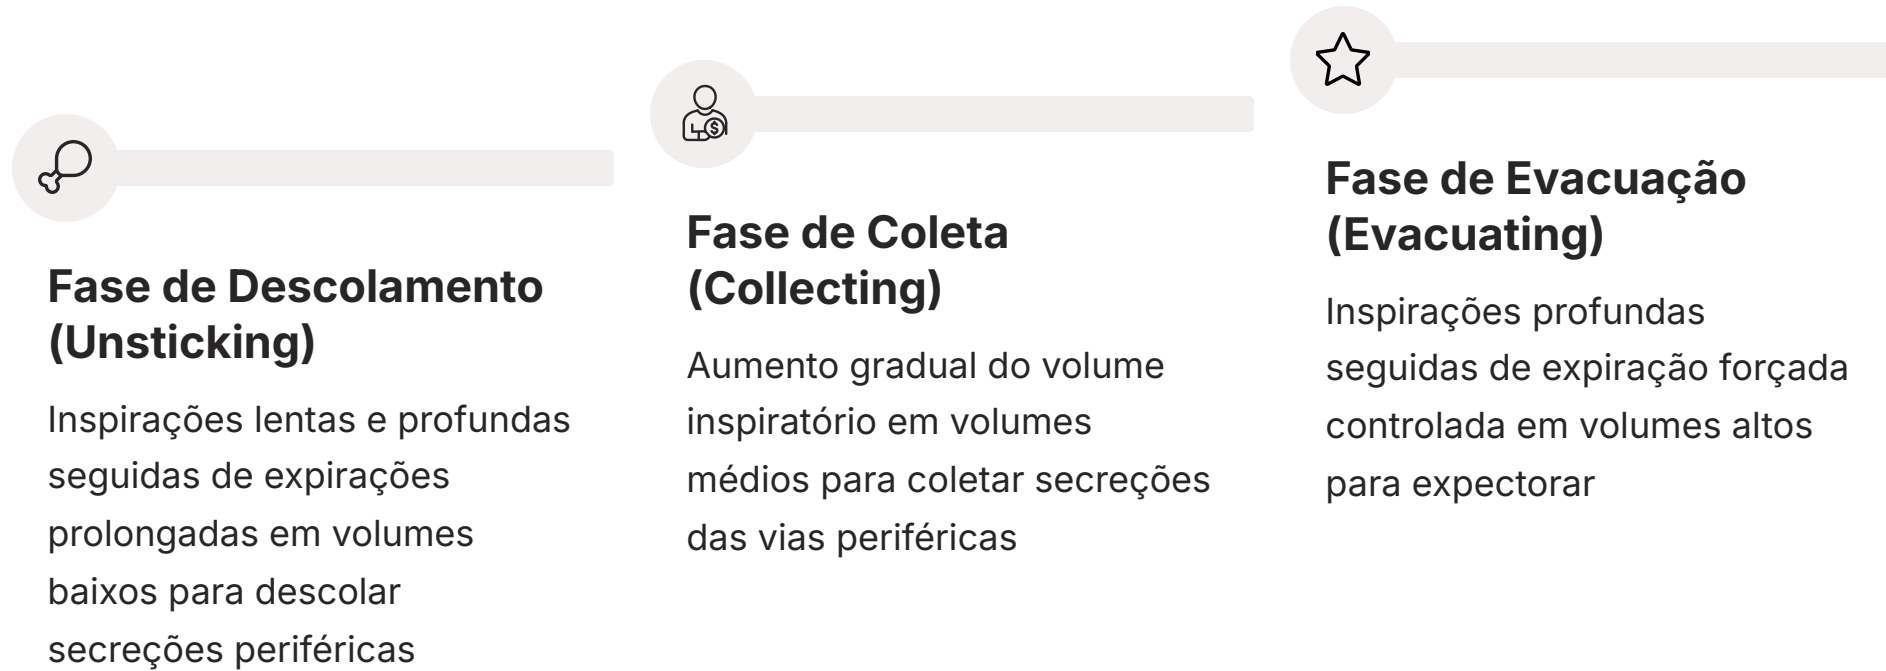 Fase de Descolamento
(Unsticking)
Inspirações lentas e profundas
seguidas de expirações
prolongadas em volumes
baixos para descolar
secreções periféricas
Fase de Coleta
(Collecting)
Aumento gradual do volume
inspiratório em volumes
médios para coletar secreções
das vias periféricas
Fase de Evacuação
(Evacuating)
Inspirações profundas
seguidas de expiração forçada
controlada em volumes altos
para expectorar